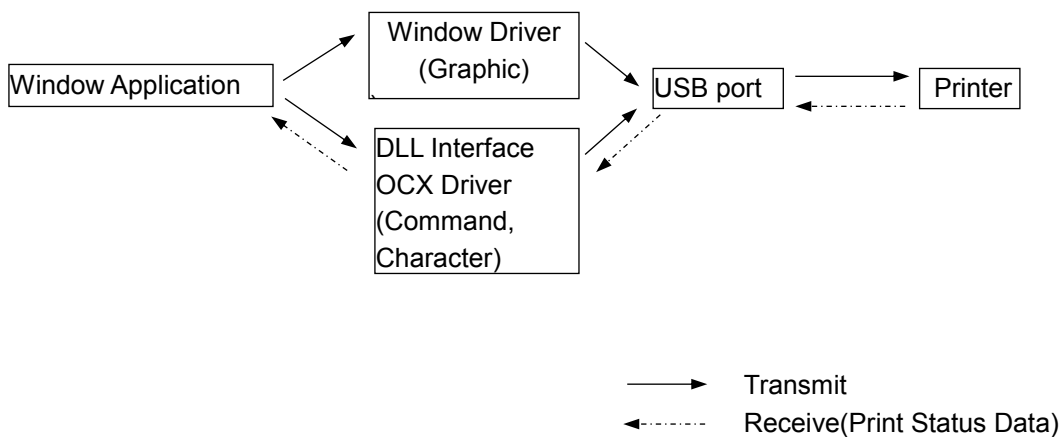 Window Application
Window Driver
(Graphic)
`
DLL Interface
OCX Driver
(Command,
Character)
USB port
Printer
Transmit
Receive(Print Status Data)